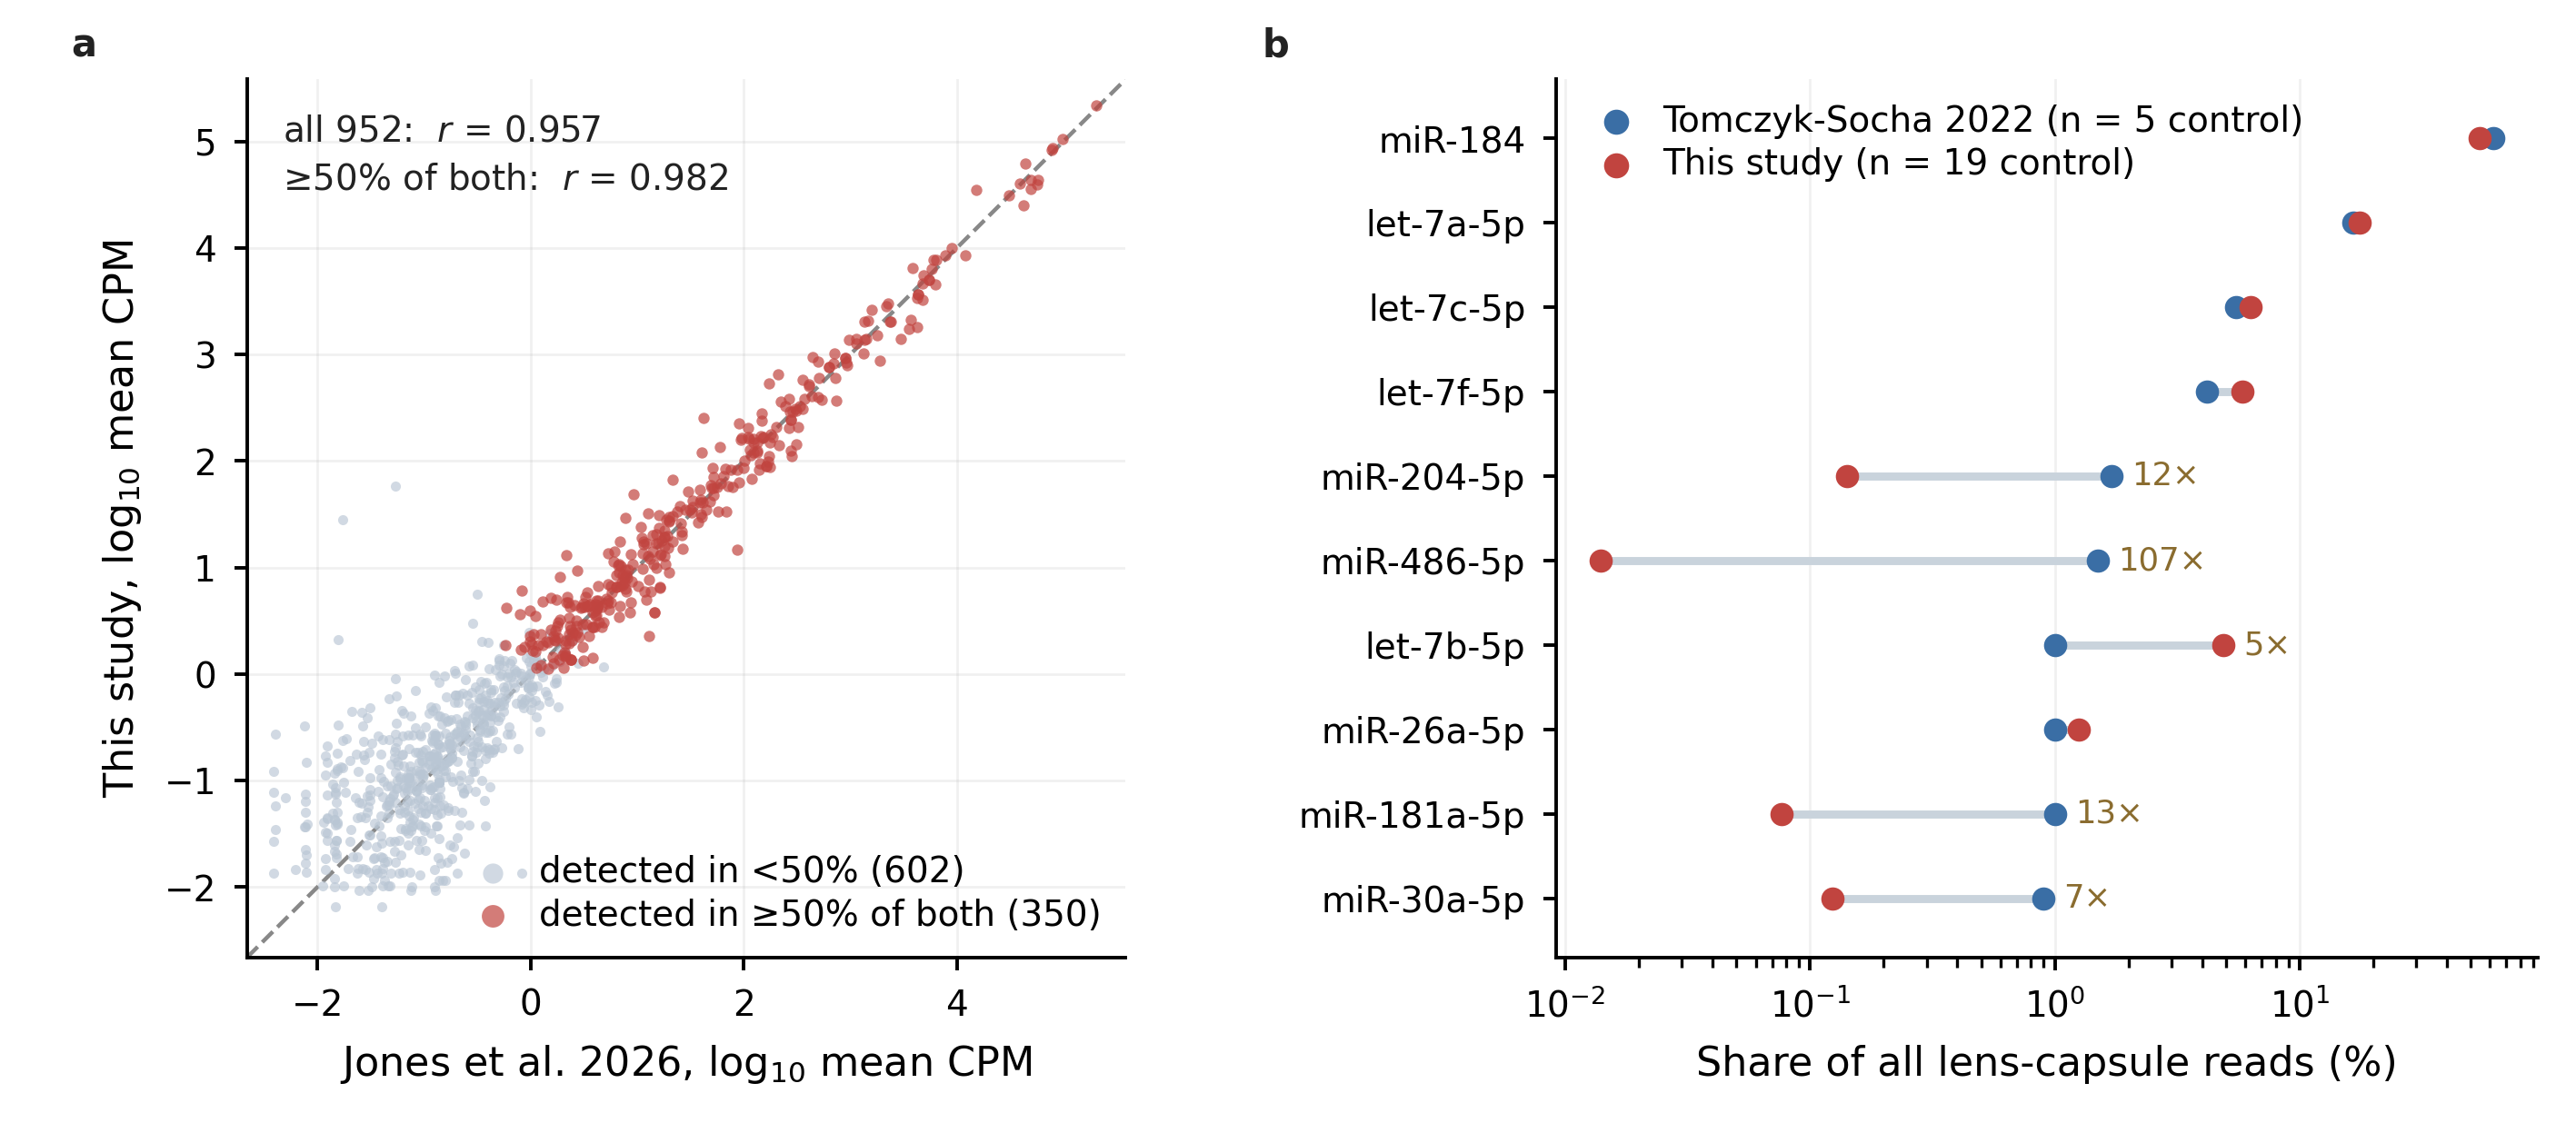 a
all 952: r = 0.957
≥50% of both: r = 0.982
5
4
3
2
1
0
−1
−2
This study, log₁₀ mean CPM
detected in <50% (602)
detected in ≥50% of both (350)
−2
0
2
4
Jones et al. 2026, log₁₀ mean CPM
b
Tomczyk-Socha 2022 (n = 5 control)
This study (n = 19 control)
miR-184
let-7a-5p
let-7c-5p
let-7f-5p
miR-204-5p
12×
miR-486-5p
107×
let-7b-5p
5×
miR-26a-5p
miR-181a-5p
13×
miR-30a-5p
7×
10⁻²
10⁻¹
10⁰
10¹
Share of all lens-capsule reads (%)